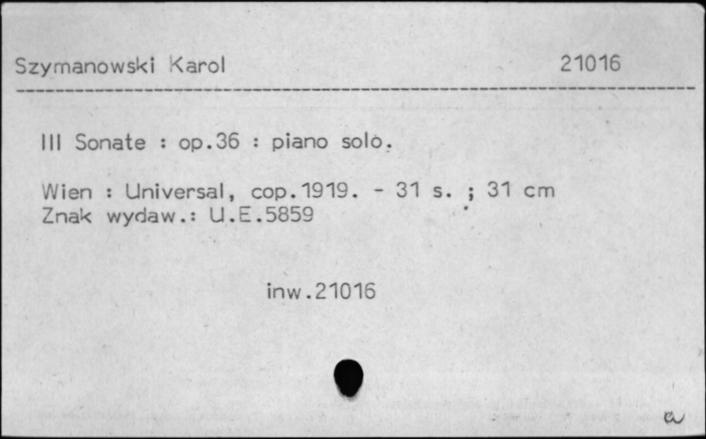 Szymanowski Karol 21016
III Sonate : op.36 : piano solo.
Wien : Universal, cop.1919. - 31 s. ; 31 cm
Znak wydaw.: U.E.5859
inw.21016
a